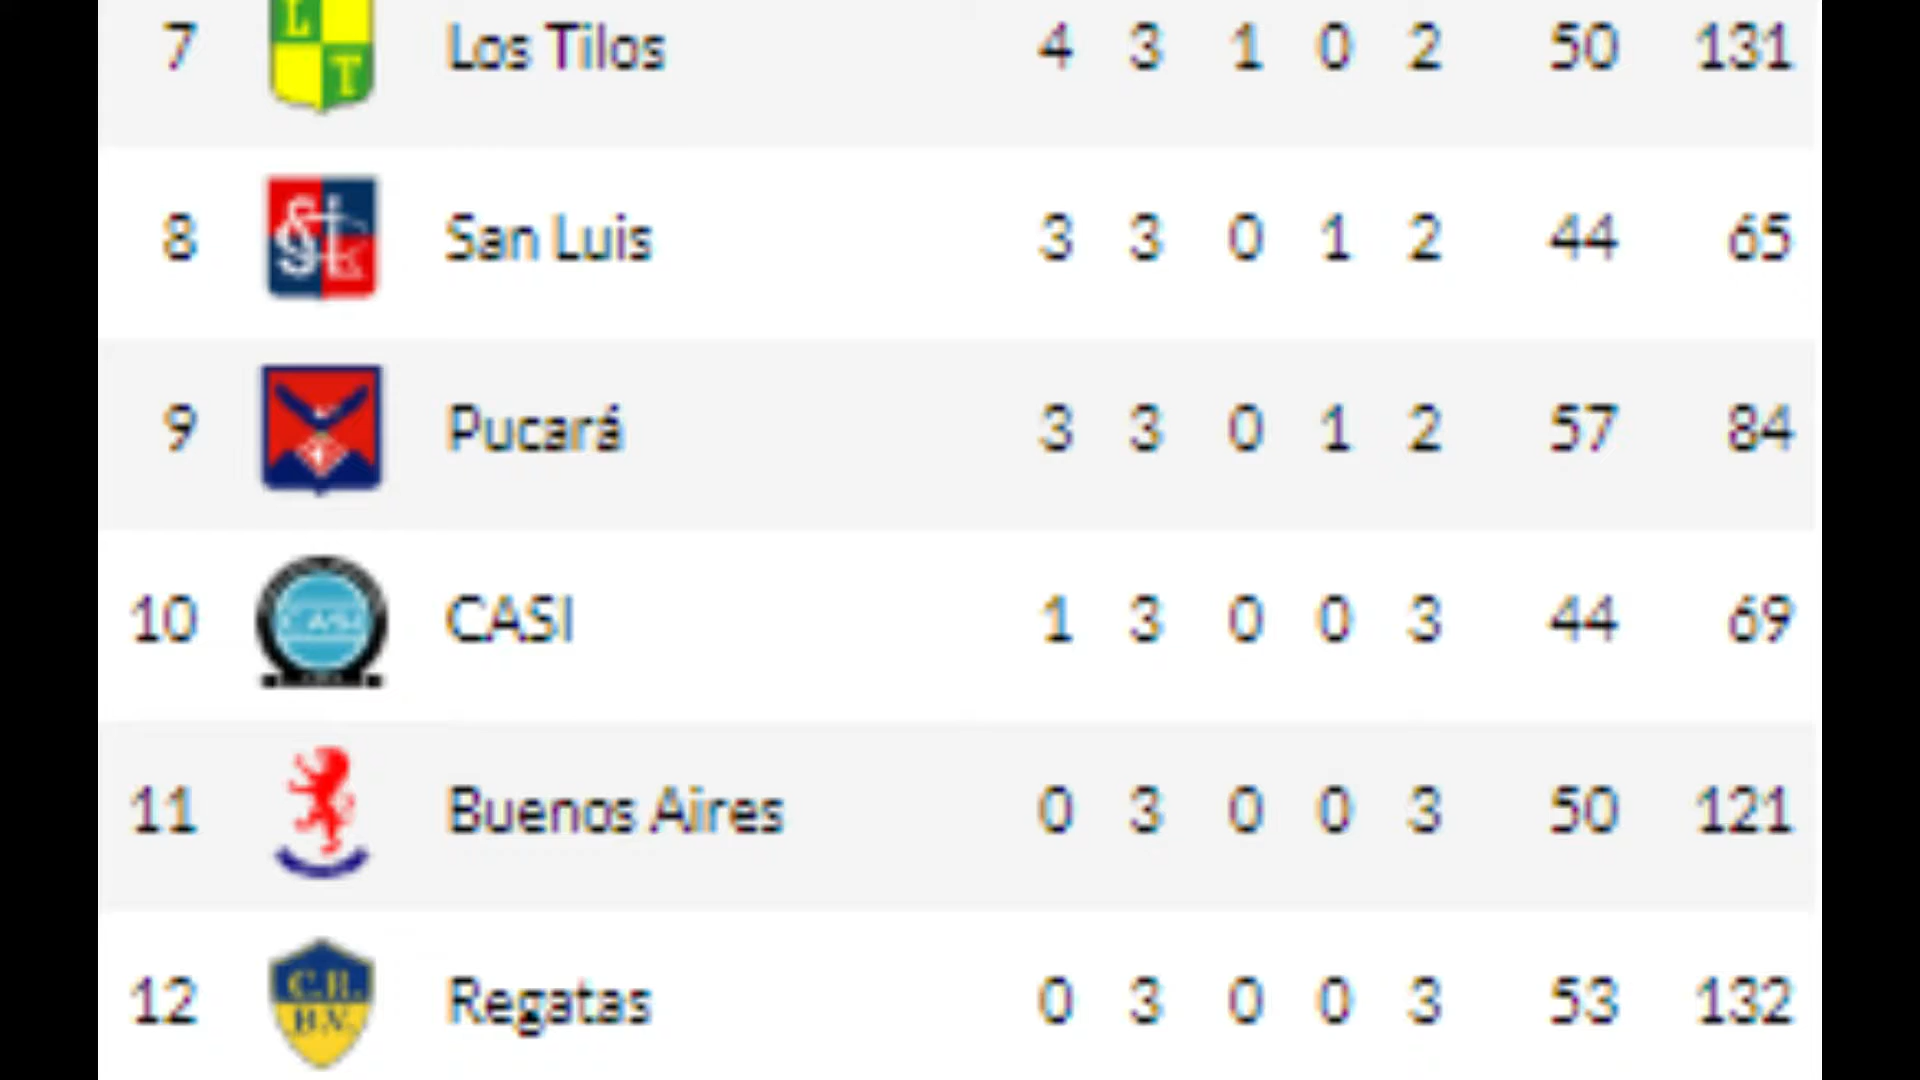 7 L T Los Tilos 4 3 1 0 2 50 131
8 San Luis 3 3 0 1 2 44 65
9 Pucará 3 3 0 1 2 57 84
10 CASI CASI 1 3 0 0 3 44 69
11 Buenos Aires 0 3 0 0 3 50 121
12 C.R. B.V. Regatas 0 3 0 0 3 53 132